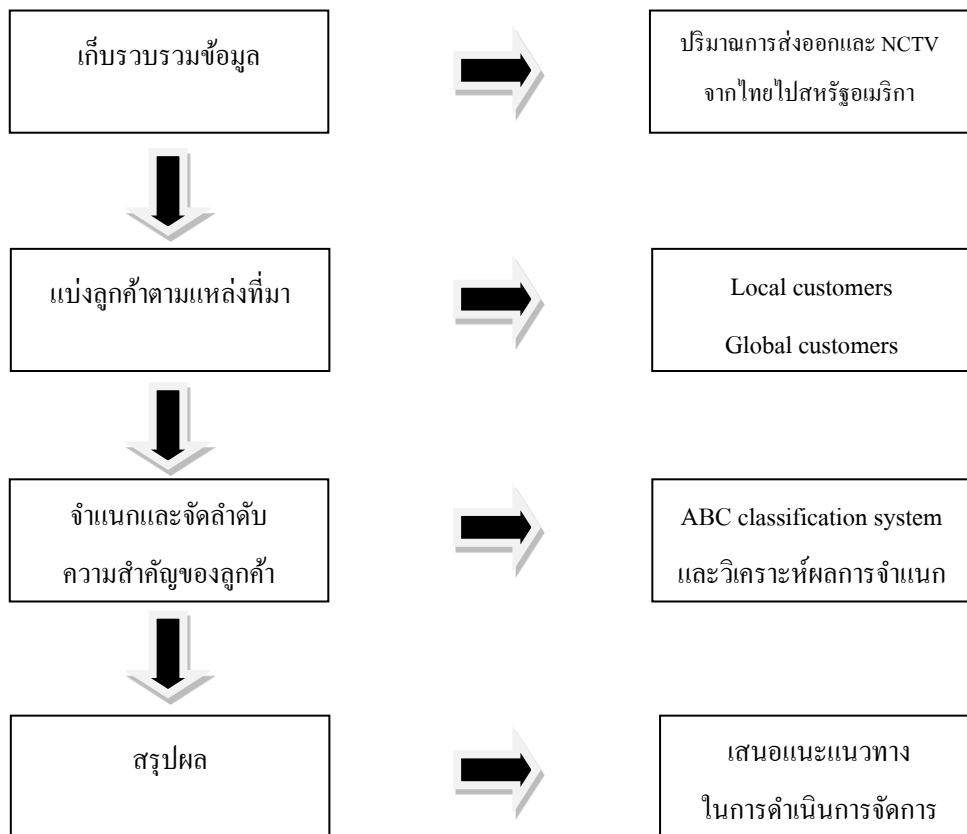 เก็บรวบรวมข้อมูล
ปริมาณการส่งออกและ NCTV
จากไทยไปสหรัฐอเมริกา
แบ่งลูกค้าตามแหล่งที่มา
Local customers
Global customers
จำแนกและจัดลำดับ
ความสำคัญของลูกค้า
ABC classification system
และวิเคราะห์ผลการจำแนก
สรุปผล
เสนอแนะแนวทาง
ในการดำเนินการจัดการ